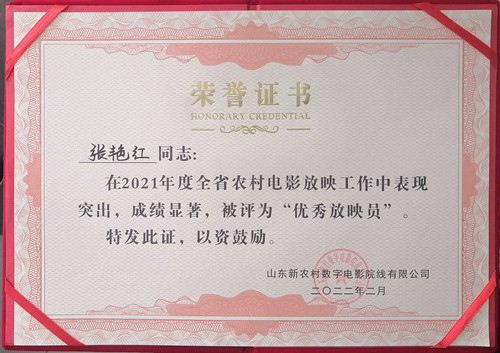 荣誉证书
HONORARY CREDENTIAL
张艳红同志:
在2021年度全省农村电影放映工作中表现
突出，成绩显著，被评为“优秀放映员”。
特发此证，以资鼓励。
山东新农村数字电影院线有限公司
二〇二二年二月